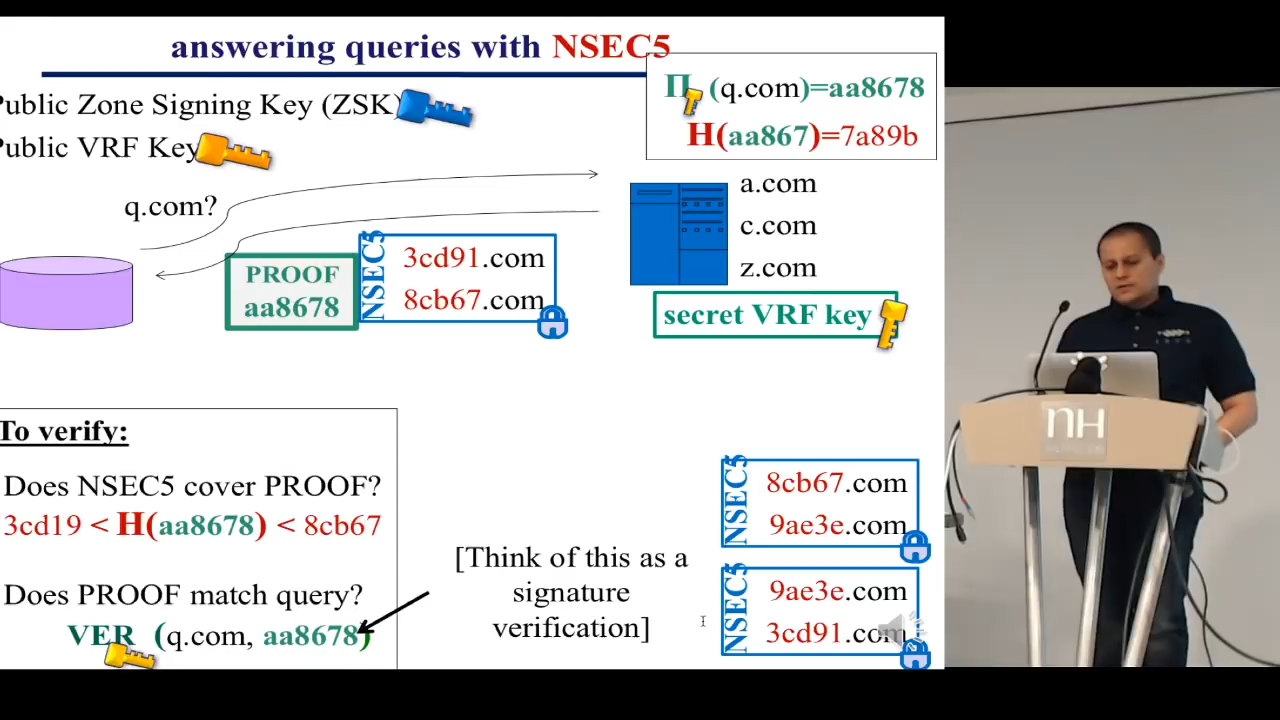 answering queries with NSEC5
Public Zone Signing Key (ZSK)
Public VRF Key
Π (q.com)=aa8678
H(aa867)=7a89b
q.com?
a.com
c.com
z.com
PROOF
aa8678
NSEC5
3cd91.com
8cb67.com
secret VRF key
To verify:
Does NSEC5 cover PROOF?
3cd19 < H(aa8678) < 8cb67
Does PROOF match query?
VER (q.com, aa8678)
[Think of this as a
signature
verification]
NSEC5
8cb67.com
9ae3e.com
NSEC5
9ae3e.com
3cd91.com
nH